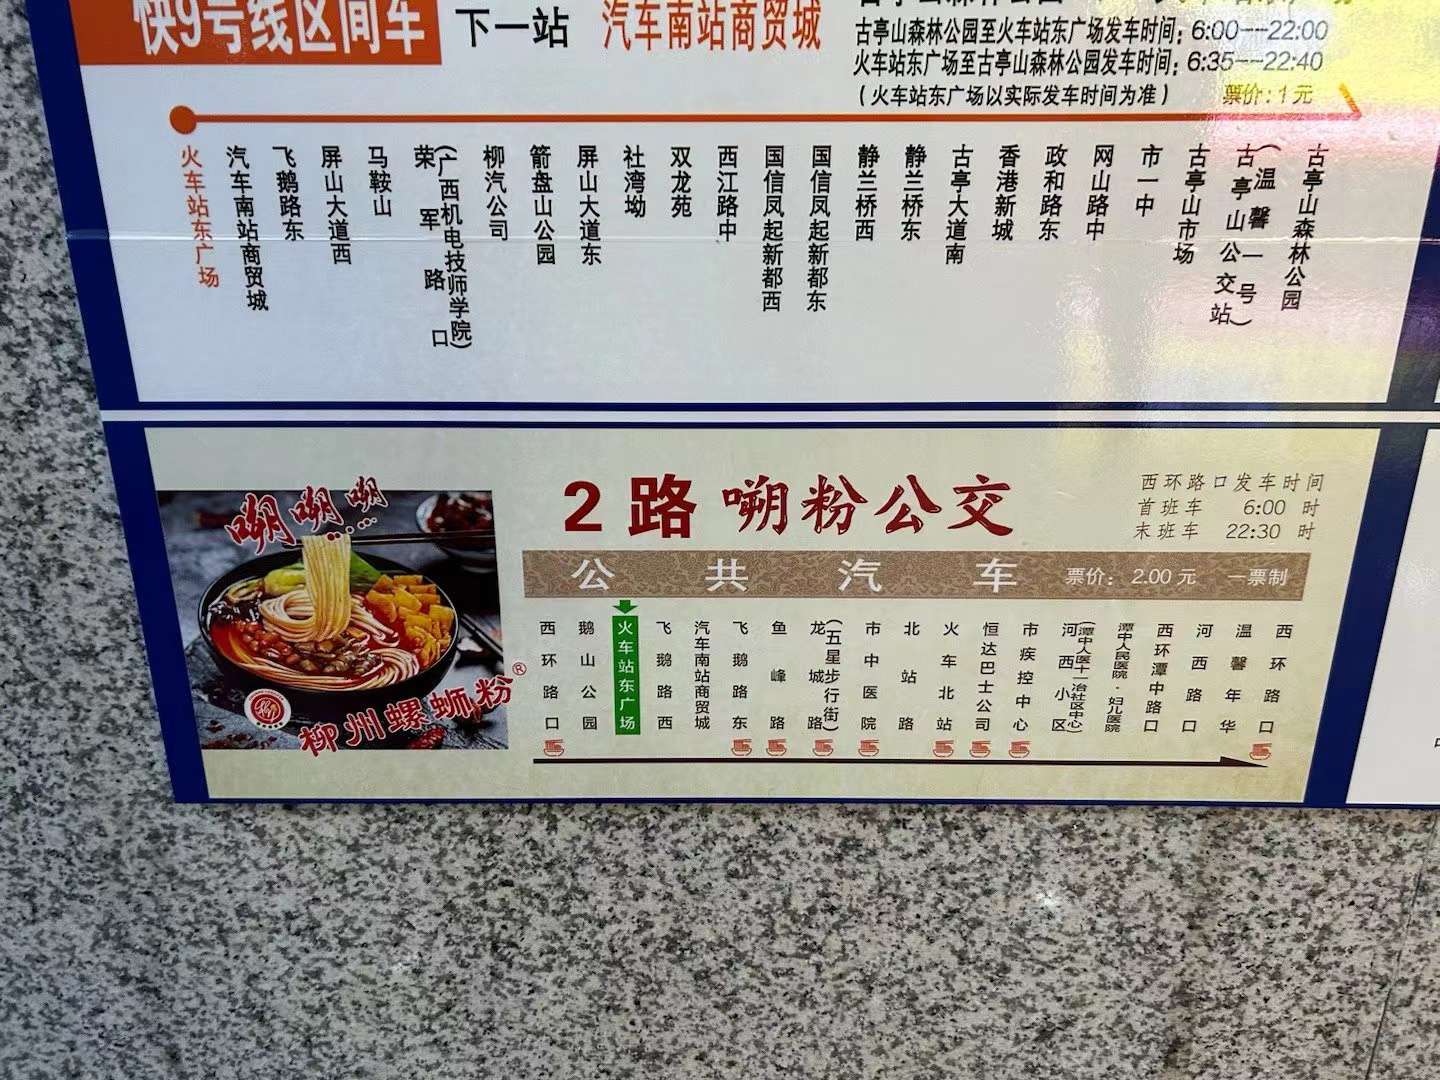 快9号线区间车
下一站 汽车南站商贸城
古亭山森林公园至火车站东广场发车时间：6:00--22:00
火车站东广场至古亭山森林公园发车时间：6:35--22:40
（火车站东广场以实际发车时间为准） 票价：1元
火车站东广场
汽车南站商贸城
飞鹅路东
屏山大道西
马鞍山
荣军路口
（广西机电技师学院）
柳汽公司
箭盘山公园
屏山大道东
社湾坳
双龙苑
西江路中
国信凤起新都西
国信凤起新都东
静兰桥西
静兰桥东
古亭大道南
香港新城
政和路东
网山路中
市一中
古亭山市场
古亭山公交站
（温馨一号）
古亭山森林公园
嗍嗍嗍
柳州螺蛳粉®
2路 嗍粉公交
西环路口发车时间
首班车 6:00 时
末班车 22:30 时
公共汽车 票价：2.00元 一票制
西环路口
鹅山公园
火车站东广场
飞鹅路西
汽车南站商贸城
飞鹅路东
鱼峰路
龙城路
（五星步行街）
市中医院
北站路
火车北站
恒达巴士公司
市疾控中心
河西小区
潭中人民医院·妇儿医院
西环潭中路口
河西路口
温馨年华
西环路口